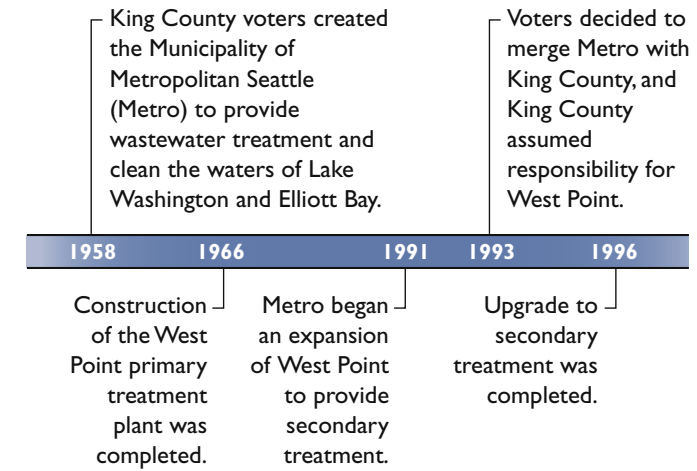 King County voters created
the Municipality of
Metropolitan Seattle
(Metro) to provide
wastewater treatment and
clean the waters of Lake
Washington and Elliott Bay.
Voters decided to
merge Metro with
King County, and
King County
assumed
responsibility for
West Point.
1958 1966 1991 1993 1996
Construction
of the West
Point primary
treatment
plant was
completed.
Metro began
an expansion
of West Point
to provide
secondary
treatment.
Upgrade to
secondary
treatment was
completed.